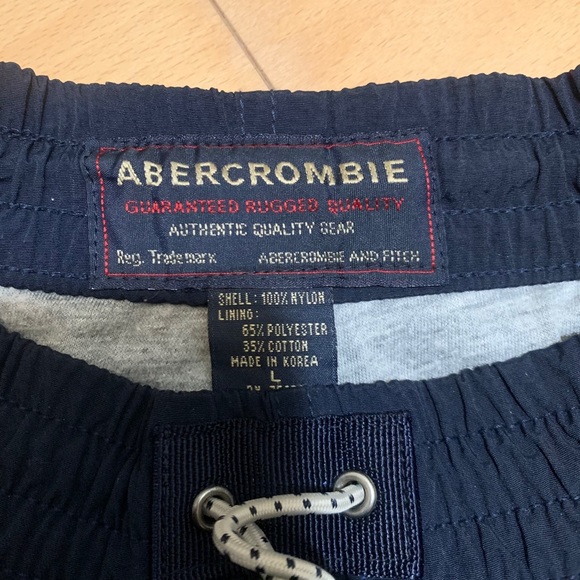 ABERCROMBIE
GUARANTEED RUGGED QUALITY
AUTHENTIC QUALITY GEAR
Reg. Trademark ABERCROMBIE AND FITCH
SHELL: 100% NYLON
LINING:
65% POLYESTER
35% COTTON
MADE IN KOREA
L